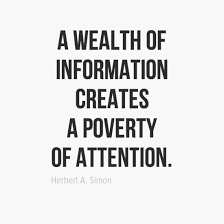 A WEALTH OF
INFORMATION
CREATES
A POVERTY
OF ATTENTION.
Herbert A. Simon